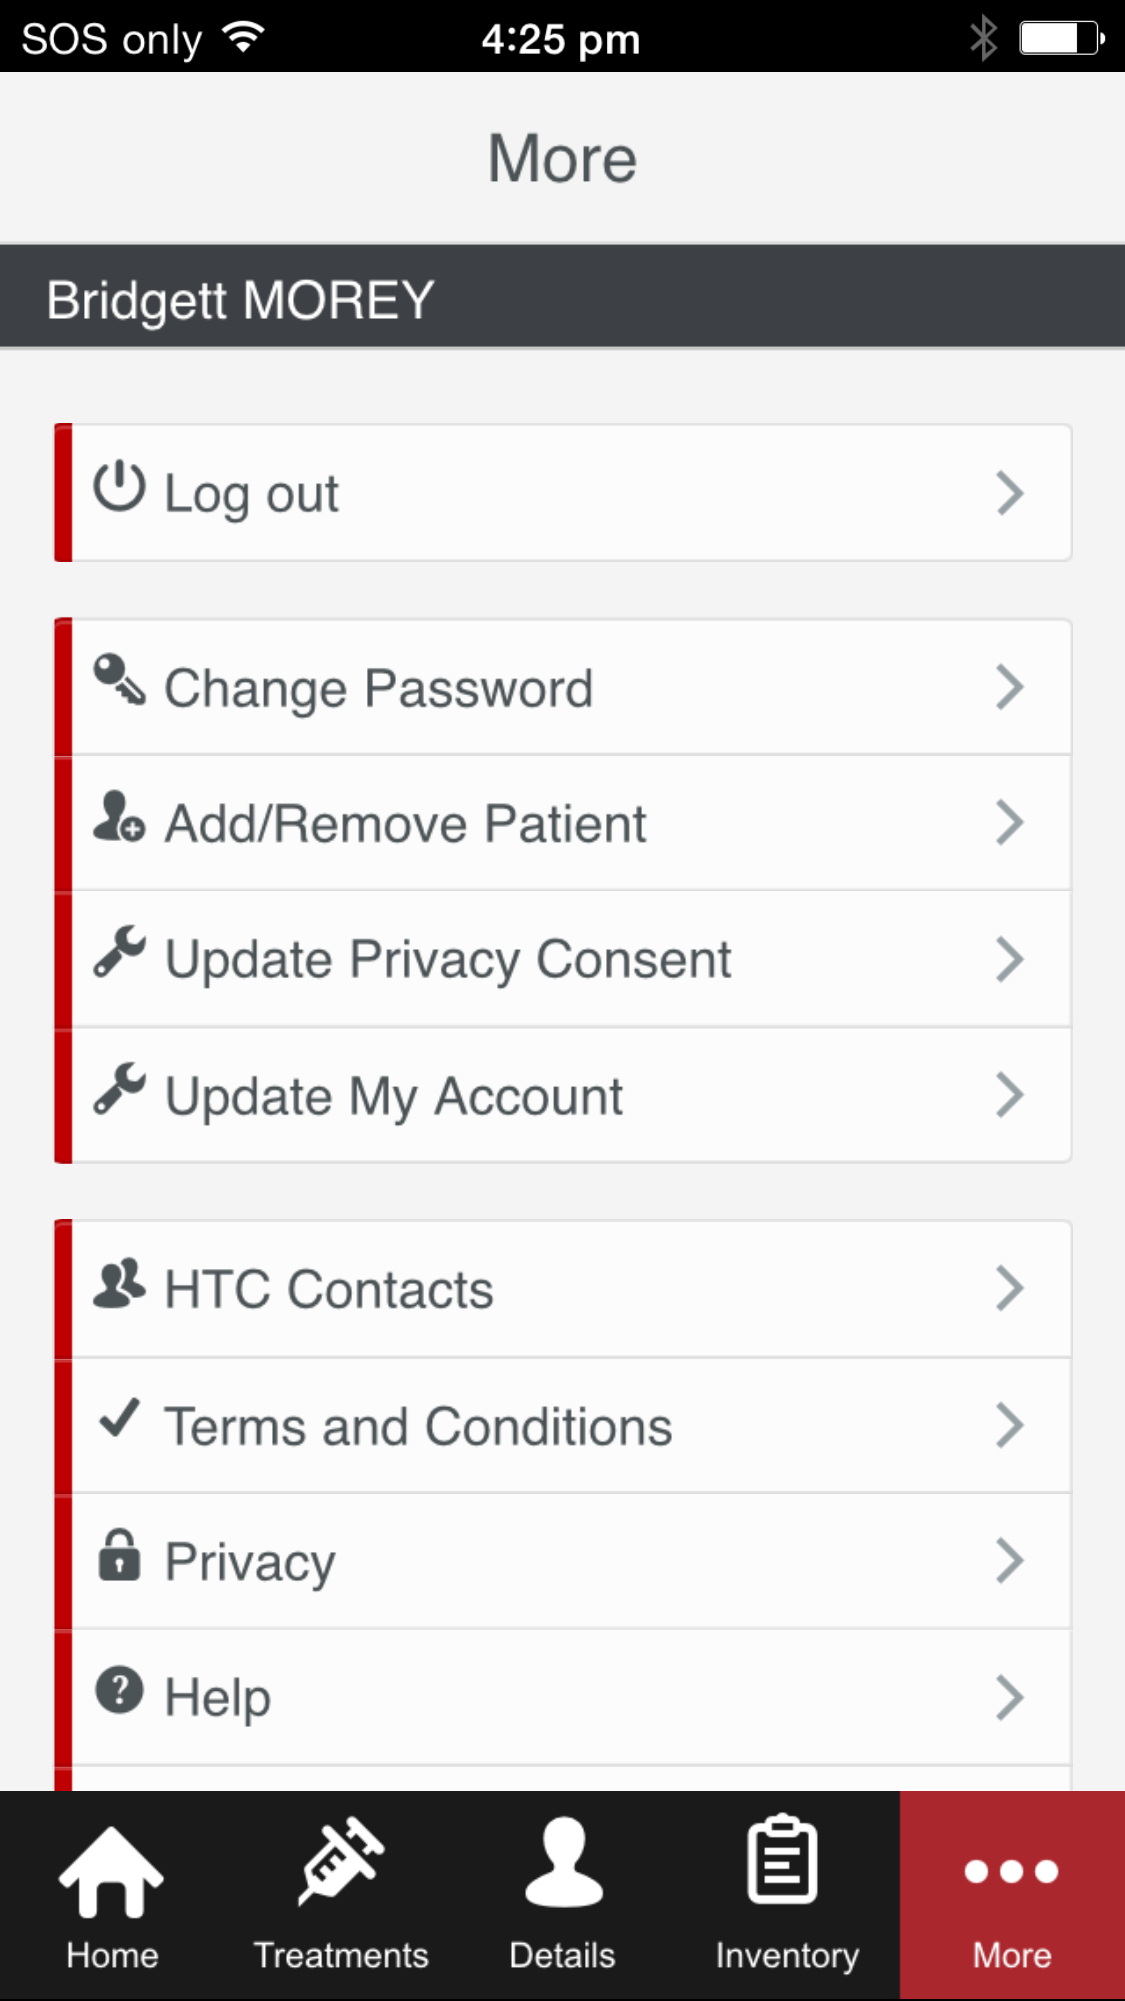 SOS only 4:25 pm
More
Bridgett MOREY
Log out
Change Password
Add/Remove Patient
Update Privacy Consent
Update My Account
HTC Contacts
Terms and Conditions
Privacy
Help
Home Treatments Details Inventory More